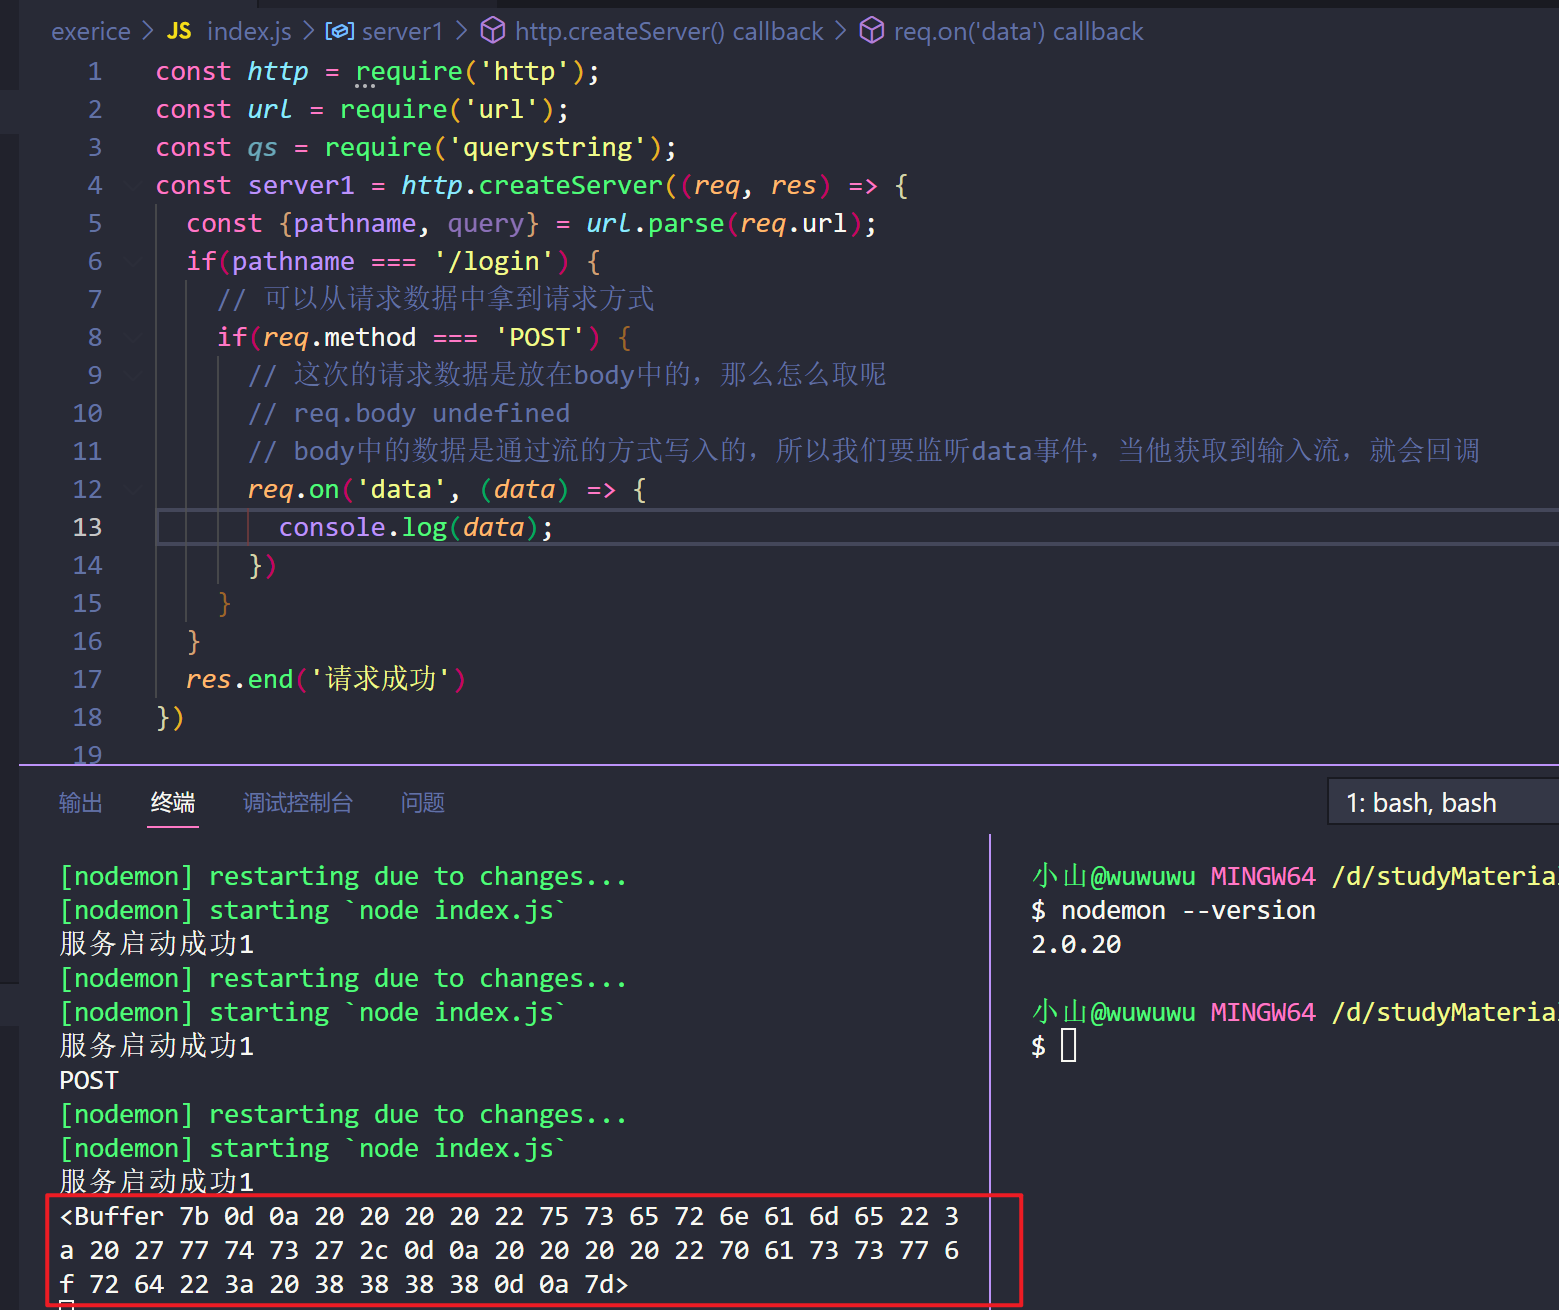 exerice > JS index.js > server1 > http.createServer() callback > req.on('data') callback
1 const http = require('http');
2 const url = require('url');
3 const qs = require('querystring');
4 const server1 = http.createServer((req, res) => {
5 const {pathname, query} = url.parse(req.url);
6 if(pathname === '/login') {
7 // 可以从请求数据中拿到请求方式
8 if(req.method === 'POST') {
9 // 这次的请求数据是放在body中的，那么怎么取呢
10 // req.body undefined
11 // body中的数据是通过流的方式写入的，所以我们要监听data事件，当他获取到输入流，就会回调
12 req.on('data', (data) => {
13 console.log(data);
14 })
15 }
16 }
17 res.end('请求成功')
18 })
19
输出 终端 调试控制台 问题
1: bash, bash
[nodemon] restarting due to changes...
[nodemon] starting `node index.js`
服务启动成功1
[nodemon] restarting due to changes...
[nodemon] starting `node index.js`
服务启动成功1
POST
[nodemon] restarting due to changes...
[nodemon] starting `node index.js`
服务启动成功1
<Buffer 7b 0d 0a 20 20 20 20 22 75 73 65 72 6e 61 6d 65 22 3
a 20 27 77 74 73 27 2c 0d 0a 20 20 20 20 22 70 61 73 73 77 6
f 72 64 22 3a 20 38 38 38 38 0d 0a 7d>
小山@wuwuwu MINGW64 /d/studyMaterial
$ nodemon --version
2.0.20
小山@wuwuwu MINGW64 /d/studyMaterial
$